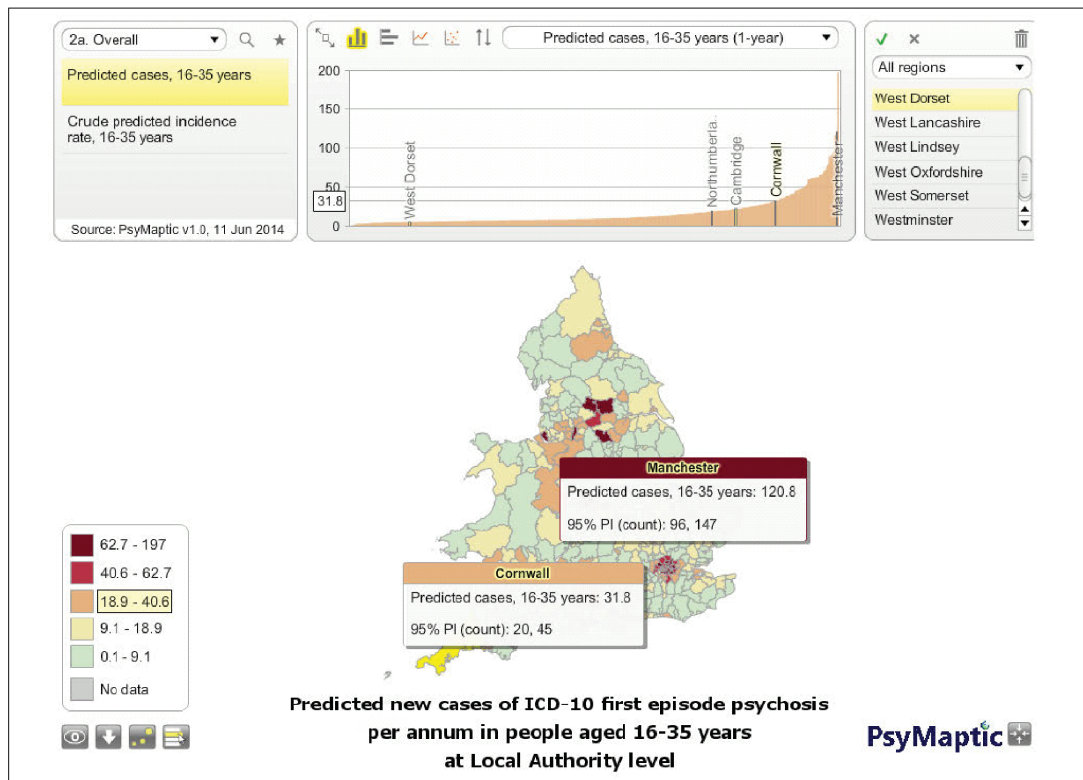 2a. Overall
Predicted cases, 16-35 years
Crude predicted incidence
rate, 16-35 years
Source: PsyMaptic v1.0, 11 Jun 2014
Predicted cases, 16-35 years (1-year)
200
150
100
50
31.8
0
West Dorset
Northumberla..
Cambridge
Cornwall
Manchester
All regions
West Dorset
West Lancashire
West Lindsey
West Oxfordshire
West Somerset
Westminster
Manchester
Predicted cases, 16-35 years: 120.8
95% PI (count): 96, 147
Cornwall
Predicted cases, 16-35 years: 31.8
95% PI (count): 20, 45
62.7 - 197
40.6 - 62.7
18.9 - 40.6
9.1 - 18.9
0.1 - 9.1
No data
Predicted new cases of ICD-10 first episode psychosis
per annum in people aged 16-35 years
at Local Authority level
PsyMaptic